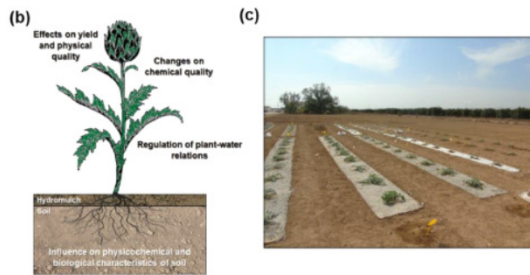 (b)
Effects on yield
and physical
quality
Changes on
chemical quality
Regulation of plant-water
relations
Hydromulch
Soil
Influence on physicochemical and
biological characteristics of soil
(c)